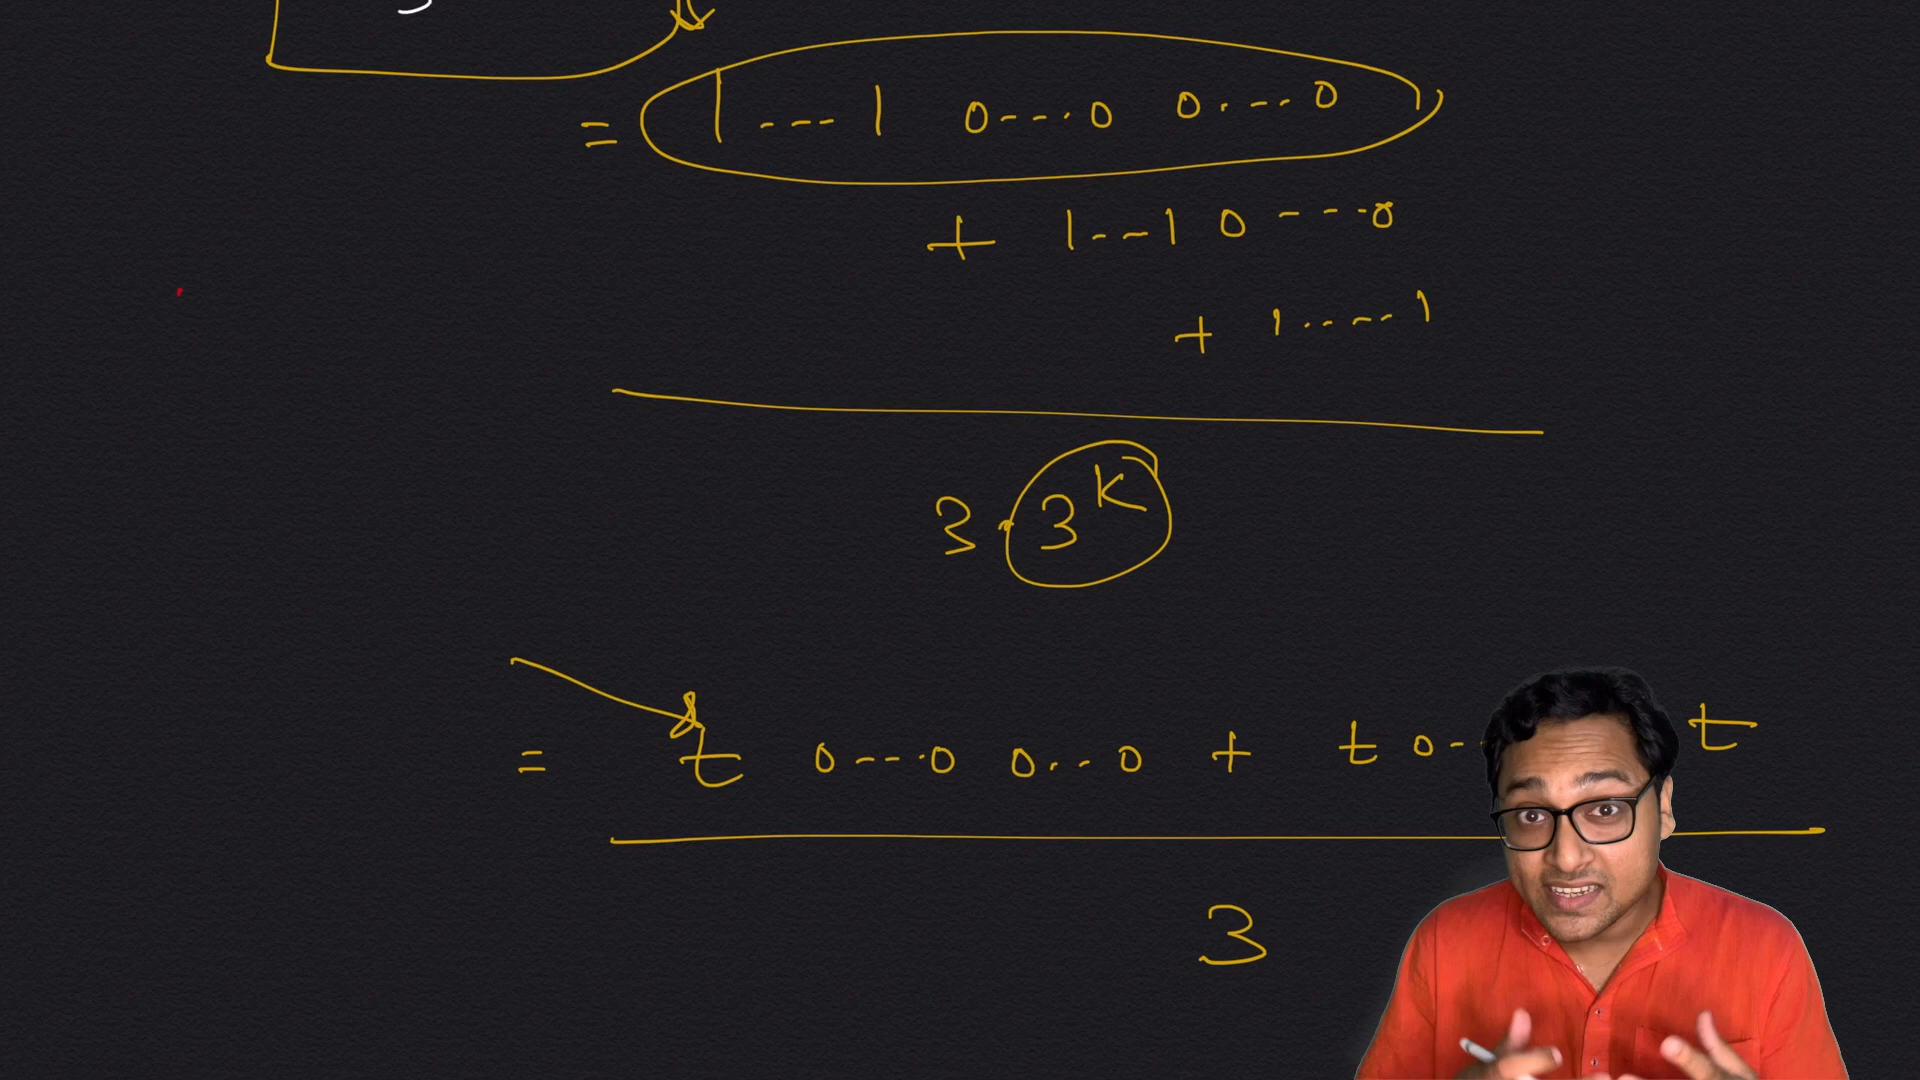 = 1 --- 1 0---.0 0.---0
+ 1--1 0 ---.0
+ 1.----1
3 . 3^K
= t 0---.0 0..-0 + t 0-- t
3